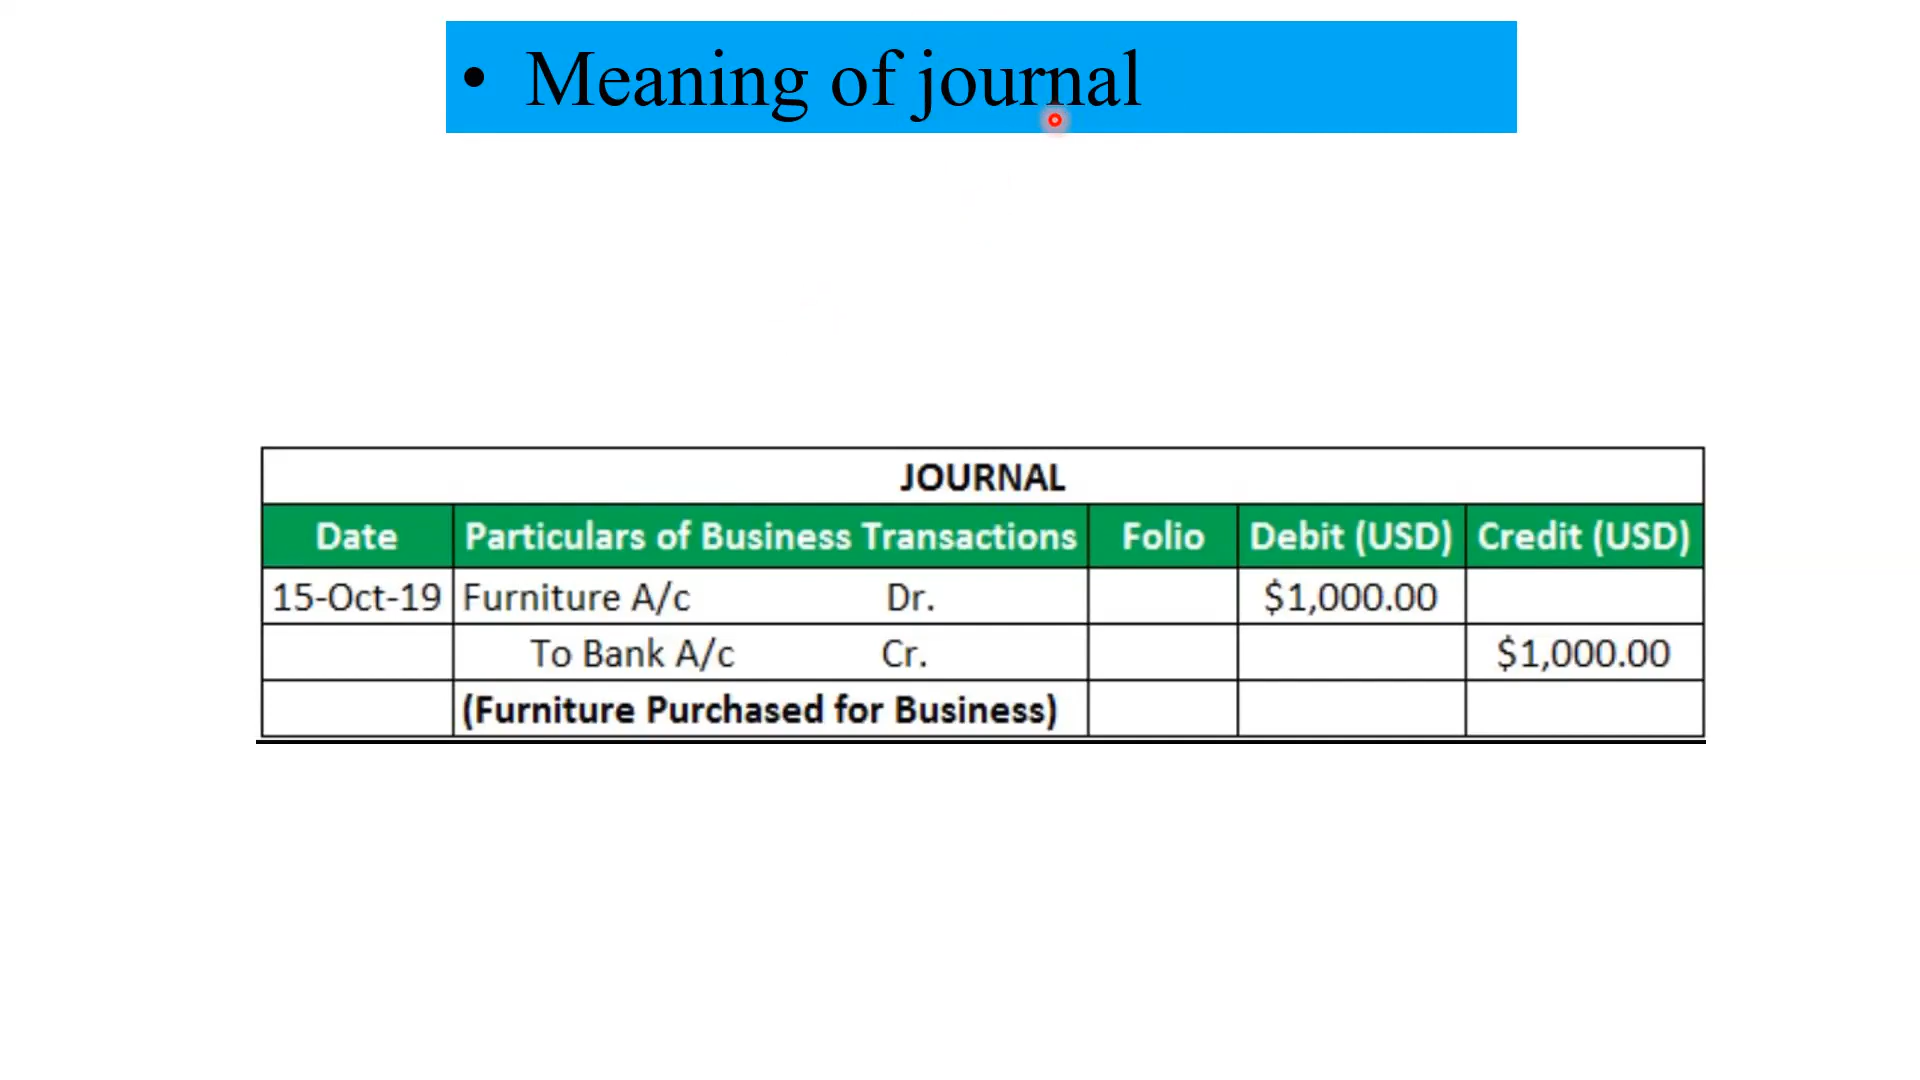 • Meaning of journal
JOURNAL
Date Particulars of Business Transactions Folio Debit (USD) Credit (USD)
15-Oct-19 Furniture A/c Dr. $1,000.00
To Bank A/c Cr. $1,000.00
(Furniture Purchased for Business)